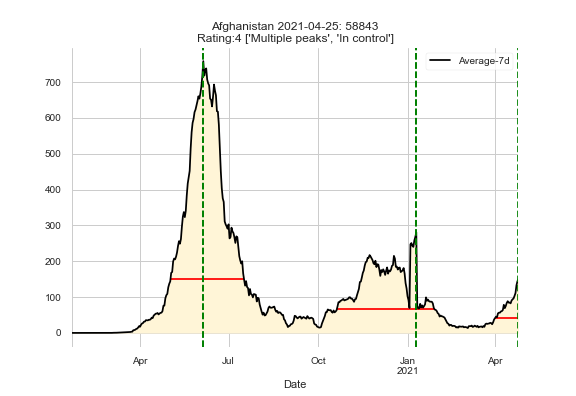 Afghanistan 2021-04-25: 58843
Rating:4 ['Multiple peaks', 'In control']
Average-7d
700
600
500
400
300
200
100
0
Apr
Jul
Oct
Jan
2021
Apr
Date